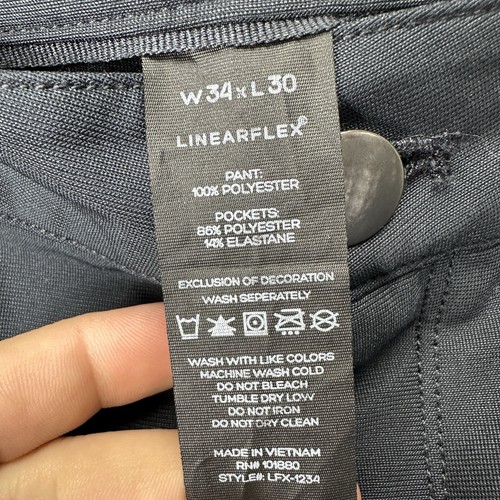 W34xL30
LINEARFLEX®
PANT:
100% POLYESTER
POCKETS:
86% POLYESTER
14% ELASTANE
EXCLUSION OF DECORATION
WASH SEPERATELY
WASH WITH LIKE COLORS
MACHINE WASH COLD
DO NOT BLEACH
TUMBLE DRY LOW
DO NOT IRON
DO NOT DRY CLEAN
MADE IN VIETNAM
RN# 101880
STYLE#: LFX-1234